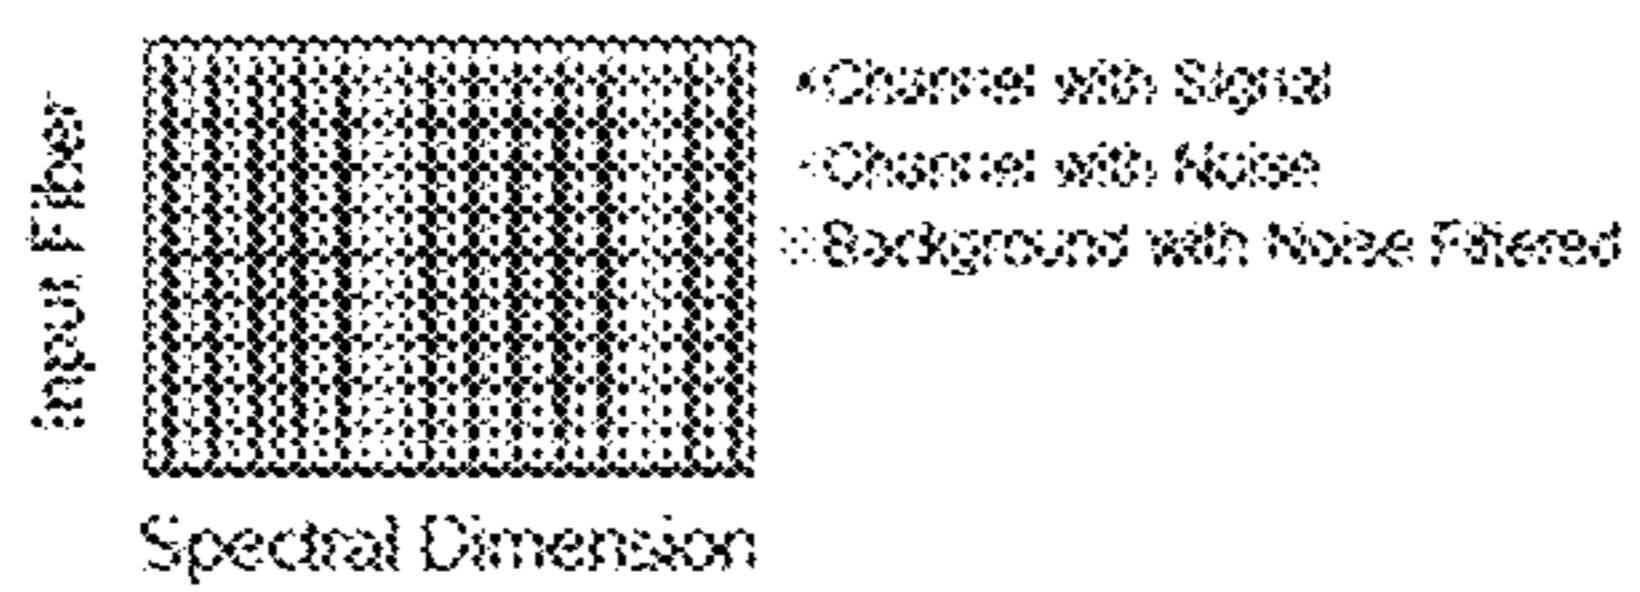 Input Fiber
Channel with Signal
Channel with Noise
Background with Noise Filtered
Spectral Dimension